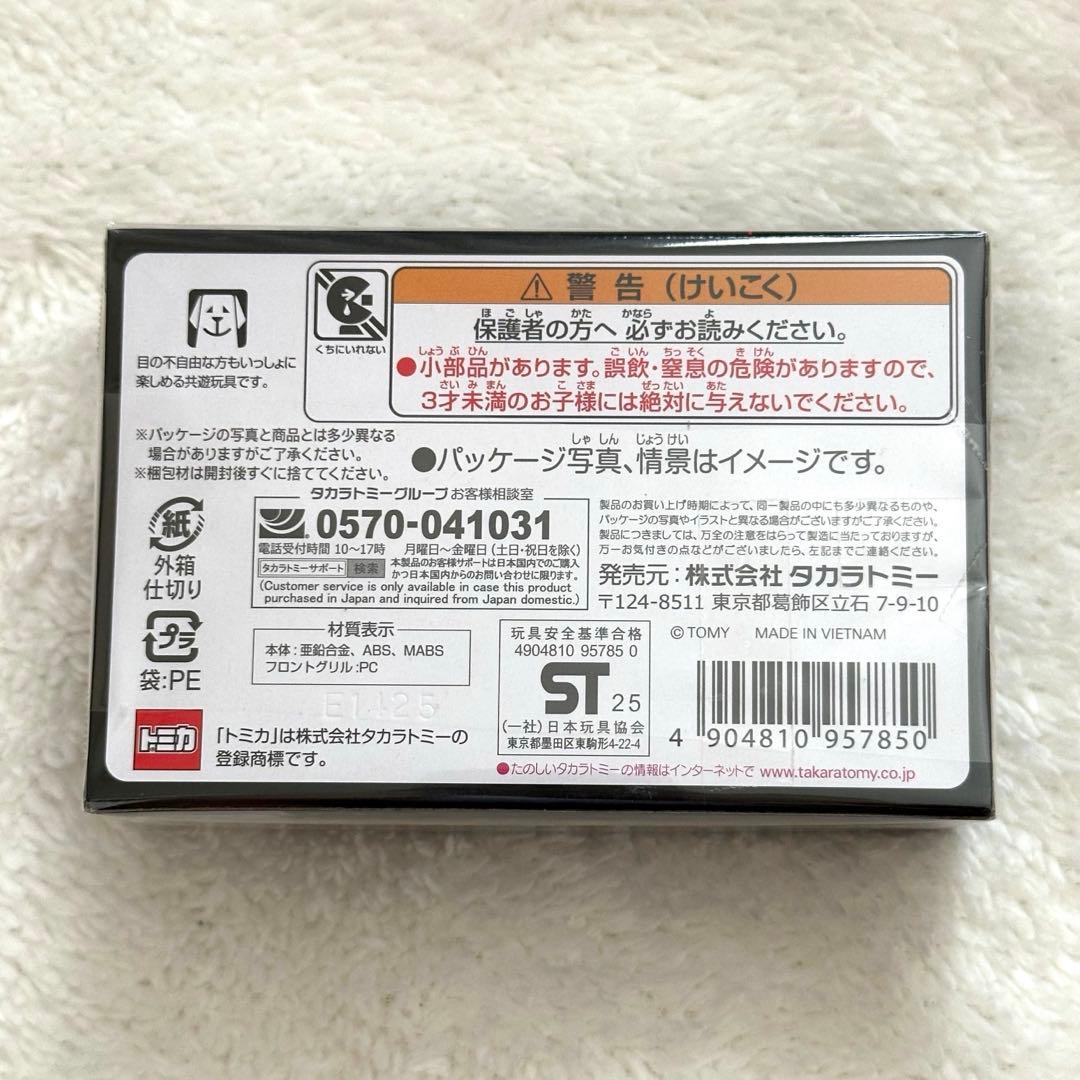 くちにいれない
⚠ 警告(けいこく)
ほごしゃ かた かなら よ
保護者の方へ 必ずお読みください。
しょうぶひん ごいん ちっそく きけん
●小部品があります。誤飲・窒息の危険がありますので、
さいみまん こさま ぜったい あた
3才未満のお子様には絶対に与えないでください。
目の不自由な方もいっしょに
楽しめる共遊玩具です。
※パッケージの写真と商品とは多少異なる
場合がありますがご了承ください。
※梱包材は開封後すぐに捨ててください。
しゃしん じょうけい
●パッケージ写真、情景はイメージです。
紙
外箱
仕切り
プラ
袋:PE
タカラトミーグループ お客様相談室
0570-041031
電話受付時間 10〜17時 月曜日〜金曜日(土日・祝日を除く)
タカラトミーサポート 検索 本製品のお客様サポートは日本国内でのご購入
かつ日本国内からのお問い合わせに限ります。
(Customer service is only available in case this product
purchased in Japan and inquired from Japan domestic.)
製品のお買い上げ時期によって、同一製品の中にも多少異なるものや、
パッケージの写真やイラストと異なる場合がございますがご了承ください。
製品につきましては、万全の注意をはらって製造に当たっておりますが、
万一お気付きの点などがございましたら、左記までご連絡ください。
発売元:株式会社 タカラトミー
〒124-8511 東京都葛飾区立石 7-9-10
材質表示
本体:亜鉛合金、ABS、MABS
フロントグリル:PC
E1125
玩具安全基準合格
4904810 95785 0
ST 25
(一社)日本玩具協会
東京都墨田区東駒形4-22-4
© TOMY MADE IN VIETNAM
4 904810 957850
トミカ
「トミカ」は株式会社タカラトミーの
登録商標です。
●たのしいタカラトミーの情報はインターネットで www.takaratomy.co.jp